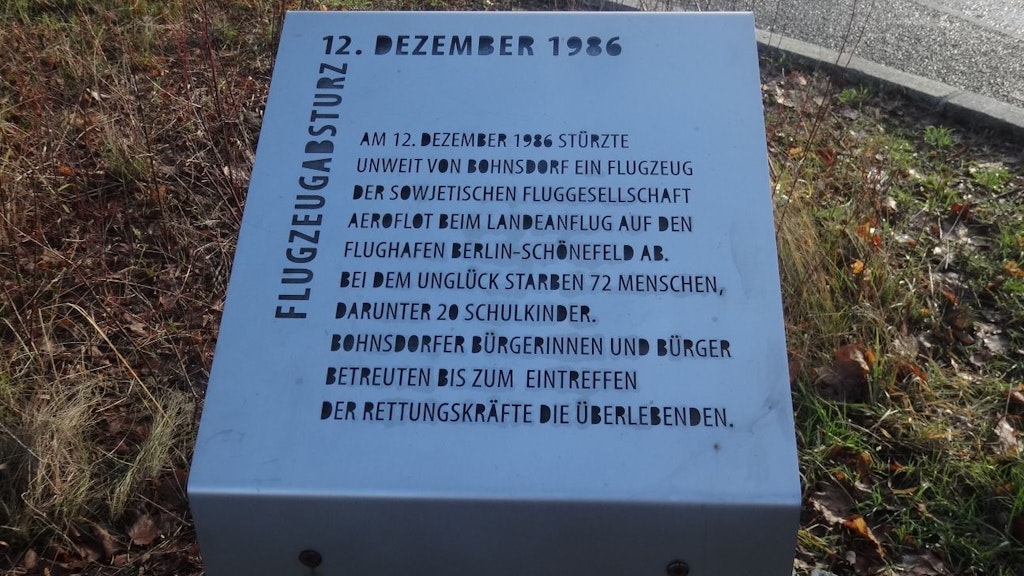 12. DEZEMBER 1986
FLUGZEUGABSTURZ
AM 12. DEZEMBER 1986 STÜRZTE
UNWEIT VON BOHNSDORF EIN FLUGZEUG
DER SOWJETISCHEN FLUGGESELLSCHAFT
AEROFLOT BEIM LANDEANFLUG AUF DEN
FLUGHAFEN BERLIN-SCHÖNEFELD AB.
BEI DEM UNGLÜCK STARBEN 72 MENSCHEN,
DARUNTER 20 SCHULKINDER.
BOHNSDORFER BÜRGERINNEN UND BÜRGER
BETREUTEN BIS ZUM EINTREFFEN
DER RETTUNGSKRÄFTE DIE ÜBERLEBENDEN.